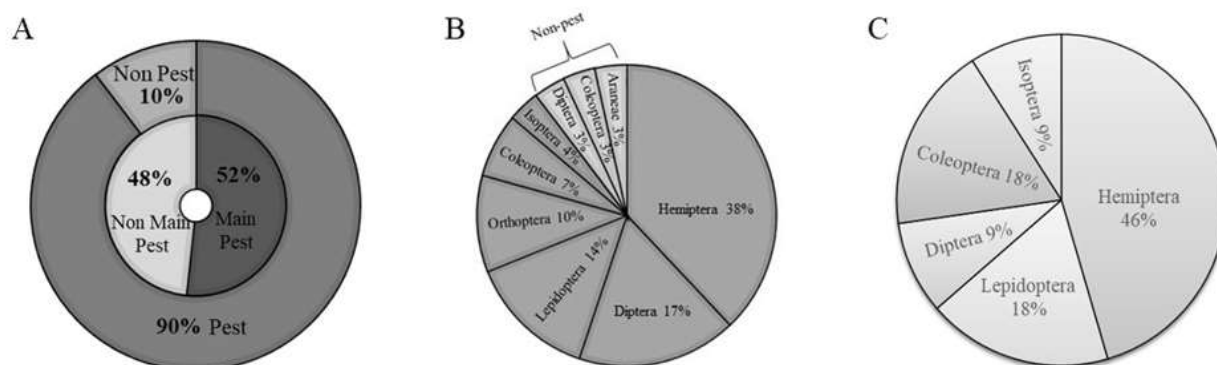 A
Non Pest
10%
48%
52%
Non Main
Pest
Main
Pest
90% Pest
B
Non-pest
Isoptera 4%
Diptera 3%
Coleoptera 3%
Araneae 3%
Coleoptera 7%
Orthoptera 10%
Hemiptera 38%
Lepidoptera 14%
Diptera 17%
C
Isoptera 9%
Coleoptera 18%
Hemiptera
46%
Diptera 9%
Lepidoptera
18%